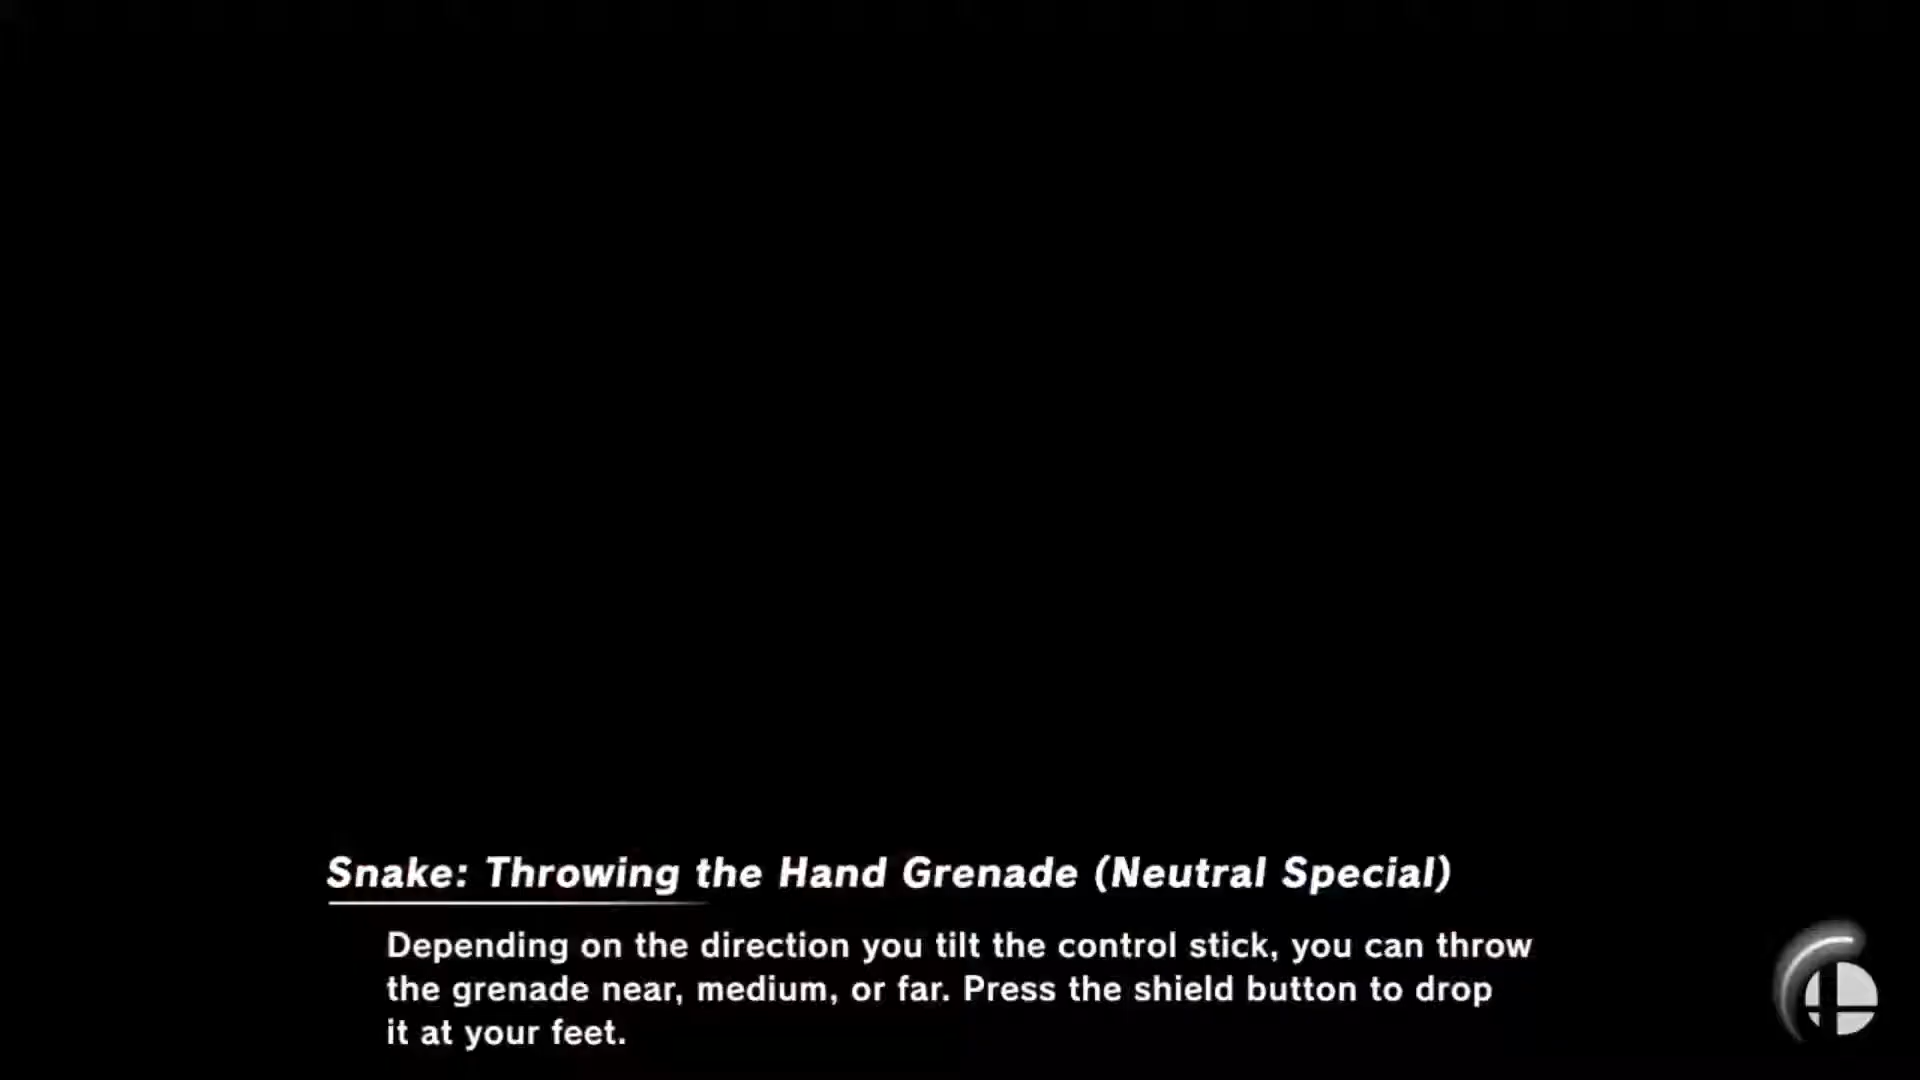 Snake: Throwing the Hand Grenade (Neutral Special)
Depending on the direction you tilt the control stick, you can throw
the grenade near, medium, or far. Press the shield button to drop
it at your feet.